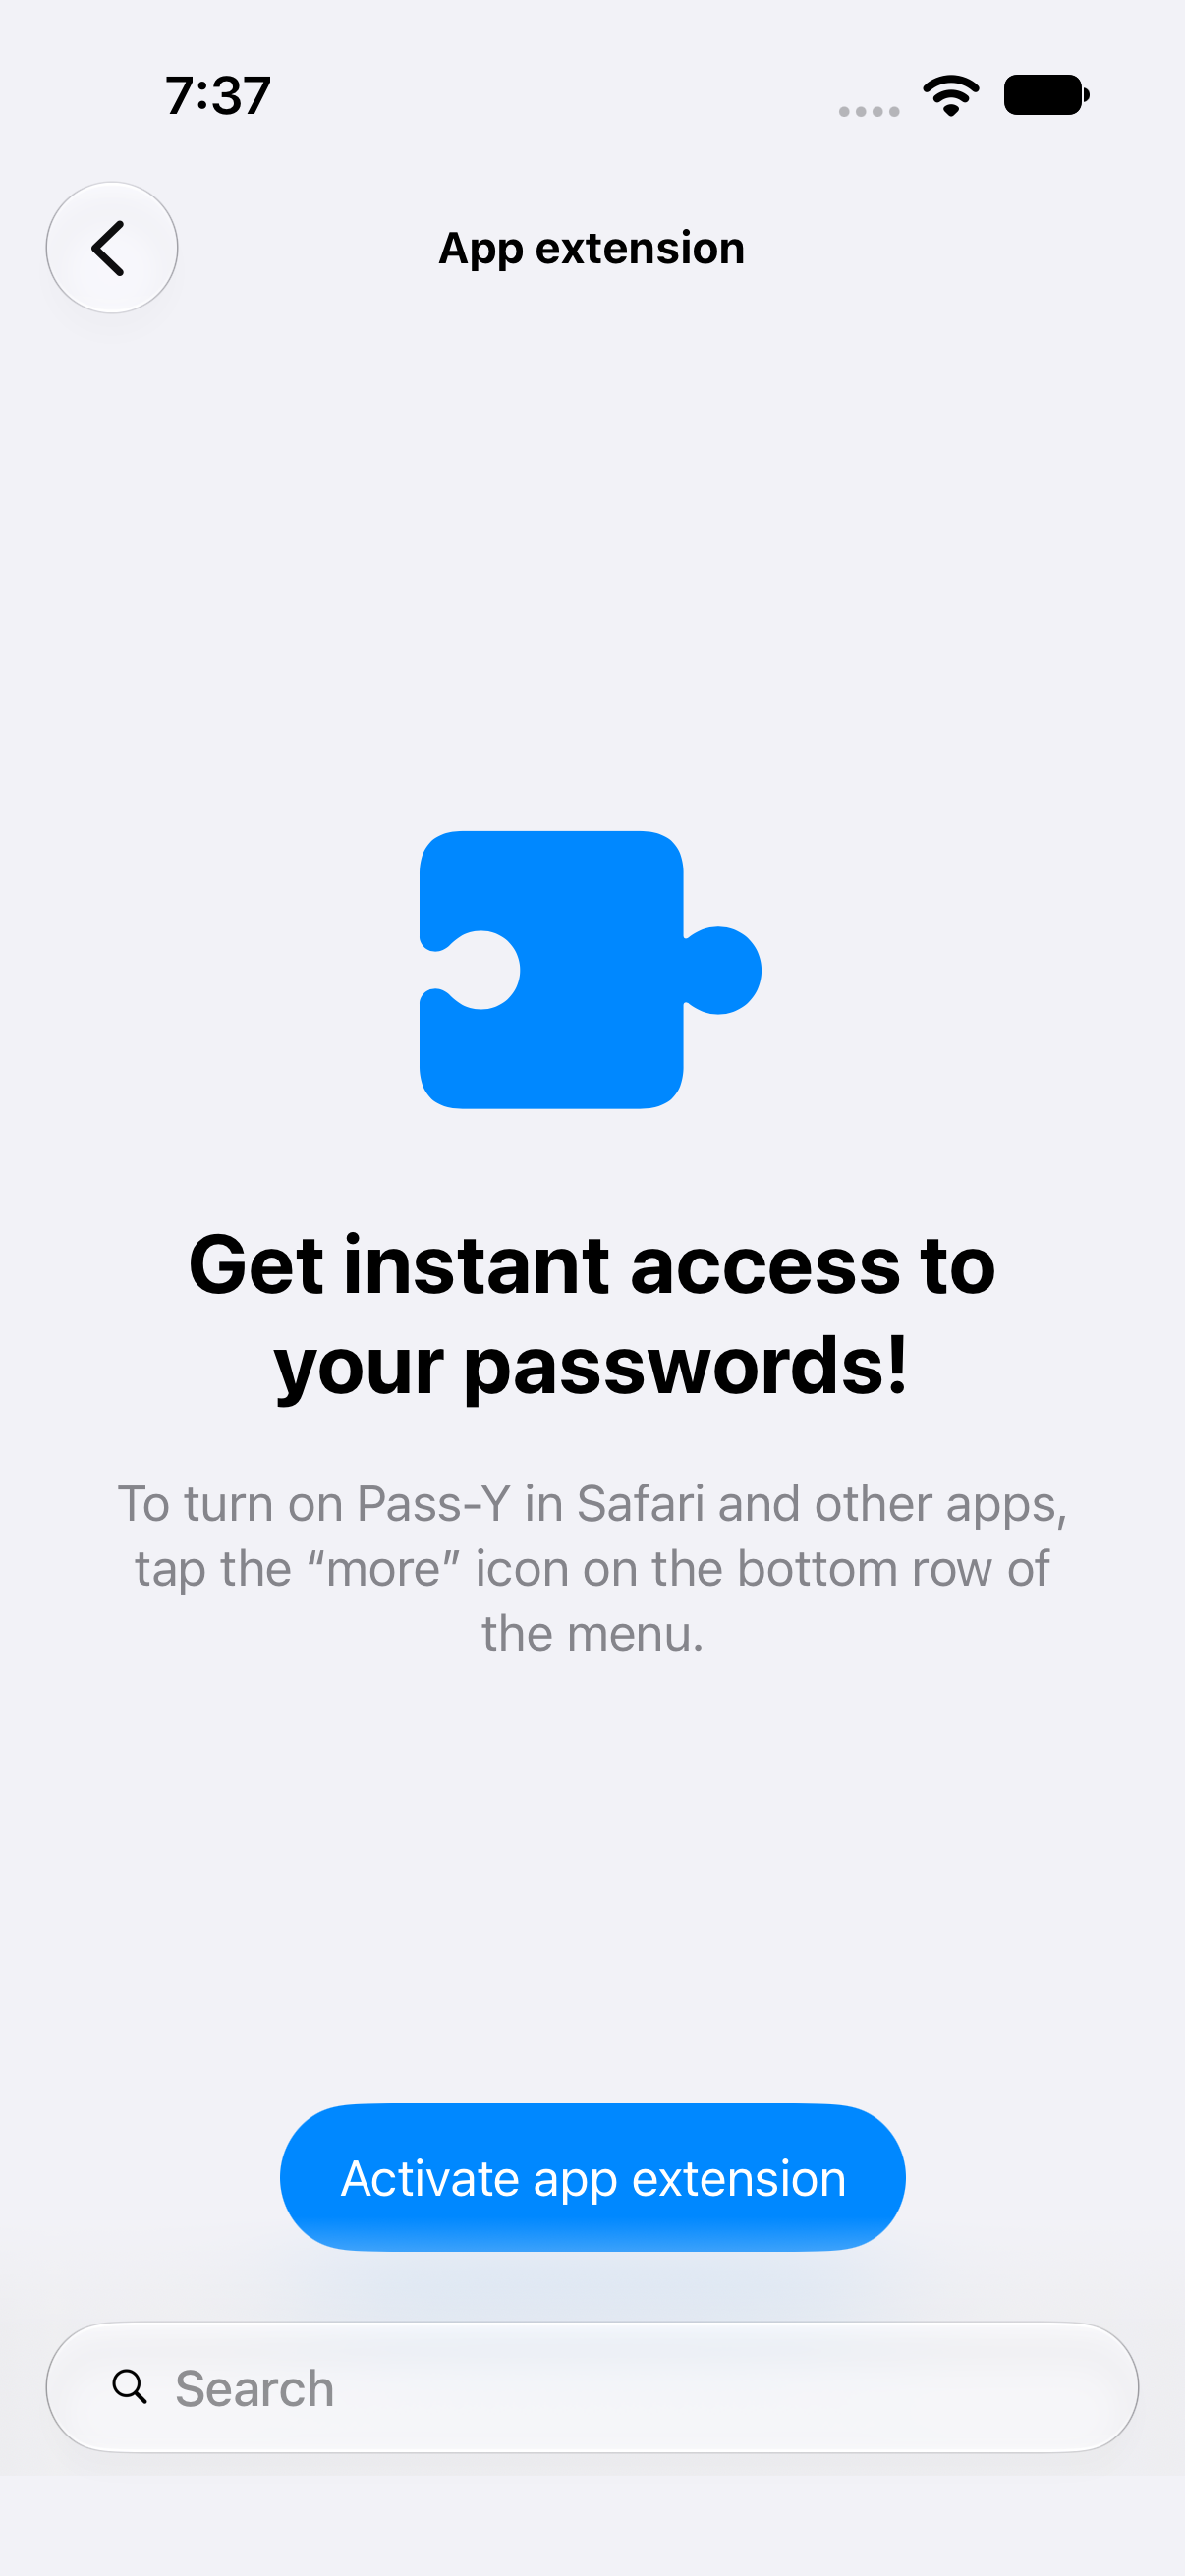 7:37
App extension
Get instant access to
your passwords!
To turn on Pass-Y in Safari and other apps,
tap the “more” icon on the bottom row of
the menu.
Activate app extension
Search